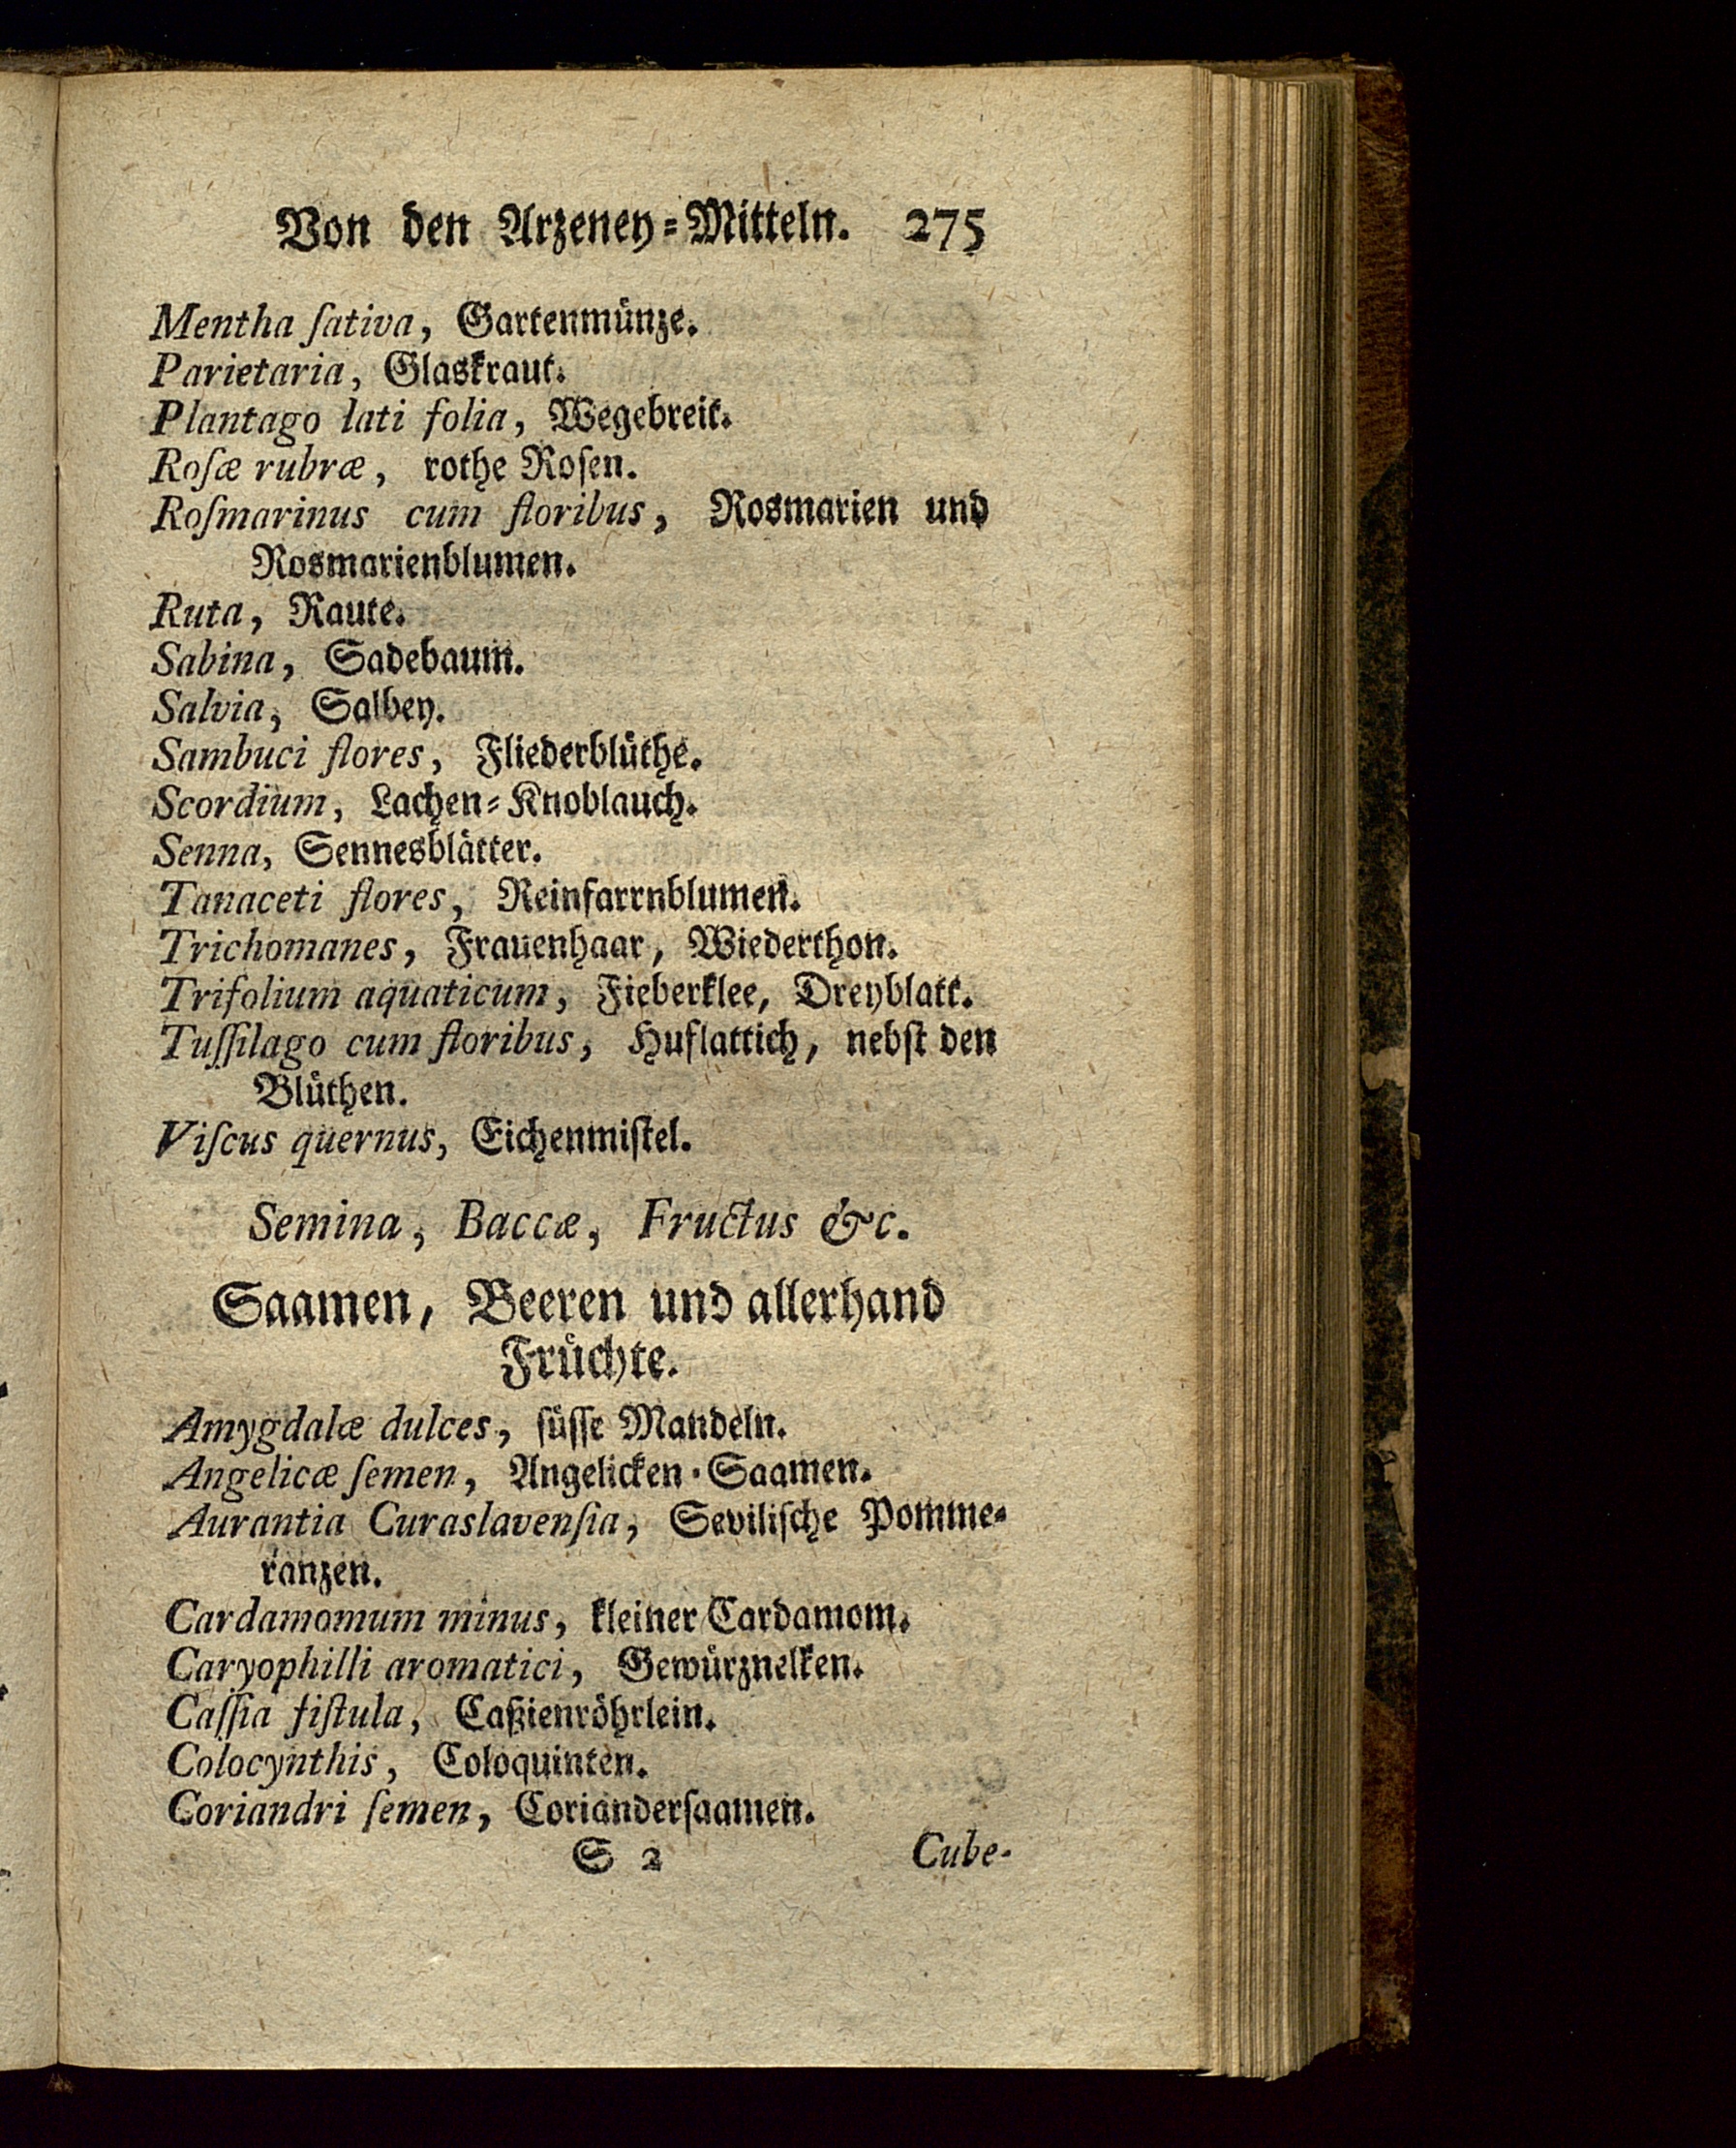 Von den Arzeney-Mitteln. 275
Mentha ſativa, Gartenmünze.
Parietaria, Glaskraut.
Plantago lati folia, Wegebreit.
Roſæ rubræ, rothe Roſen.
Roſmarinus cum floribus, Rosmarien und
Rosmarienblumen.
Ruta, Raute.
Sabina, Sadebaum.
Salvia, Salbey.
Sambuci flores, Fliederblüthe.
Scordium, Lachen-Knoblauch.
Senna, Sennesblätter.
Tanaceti flores, Reinfarrnblumen.
Trichomanes, Frauenhaar, Wiederthon.
Trifolium aquaticum, Fieberklee, Dreyblatt.
Tuſſilago cum floribus, Huflattich, nebſt den
Blüthen.
Viſcus quernus, Eichenmiſtel.
Semina, Baccæ, Fructus &c.
Saamen, Beeren und allerhand
Früchte.
Amygdalæ dulces, ſüſſe Mandeln.
Angelicæ ſemen, Angelicken-Saamen.
Aurantia Curaslavenſia, Seviliſche Pomme-
ranzen.
Cardamomum minus, kleiner Cardamom.
Caryophilli aromatici, Gewürznelken.
Caſſia fiſtula, Caßienröhrlein.
Colocynthis, Coloquinten.
Coriandri ſemen, Corianderſaamen.
S 2 Cube-